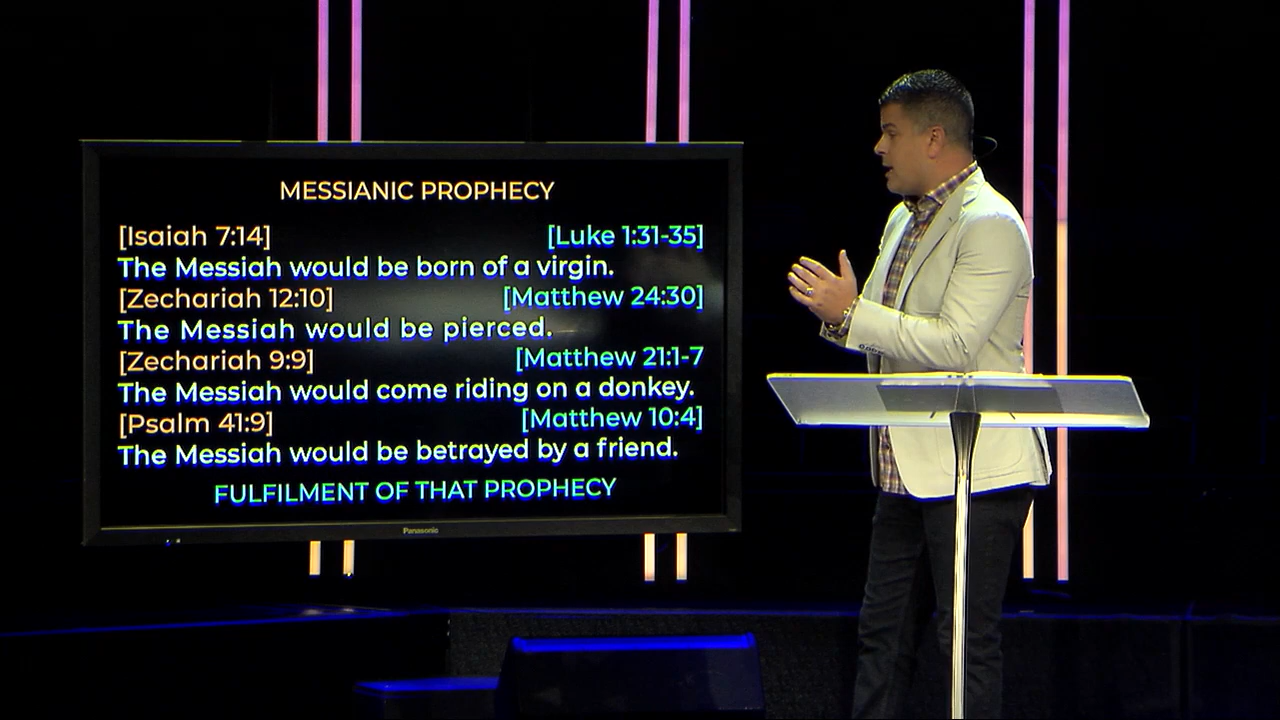 MESSIANIC PROPHECY
[Isaiah 7:14] [Luke 1:31-35]
The Messiah would be born of a virgin.
[Zechariah 12:10] [Matthew 24:30]
The Messiah would be pierced.
[Zechariah 9:9] [Matthew 21:1-7
The Messiah would come riding on a donkey.
[Psalm 41:9] [Matthew 10:4]
The Messiah would be betrayed by a friend.
FULFILMENT OF THAT PROPHECY
Panasonic